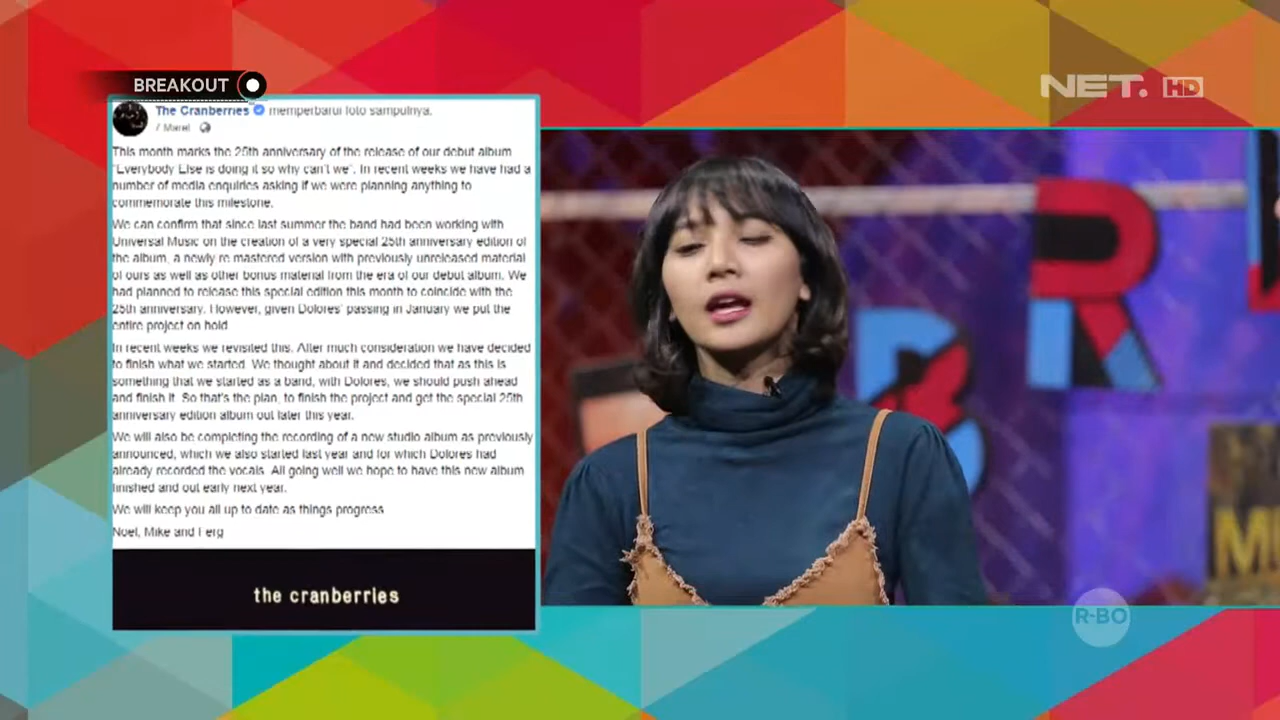 BREAKOUT
NET. HD
The Cranberries memperbarui foto sampulnya.
7 Maret
This month marks the 25th anniversary of the release of our debut album
"Everybody Else is doing it so why can't we". In recent weeks we have had a
number of media enquiries asking if we were planning anything to
commemorate this milestone.
We can confirm that since last summer the band had been working with
Universal Music on the creation of a very special 25th anniversary edition of
the album, a newly re mastered version with previously unreleased material
of ours as well as other bonus material from the era of our debut album. We
had planned to release this special edition this month to coincide with the
25th anniversary. However, given Dolores' passing in January we put the
entire project on hold
In recent weeks we revisited this. After much consideration we have decided
to finish what we started. We thought about it and decided that as this is
something that we started as a band, with Dolores, we should push ahead
and finish it. So that's the plan, to finish the project and get the special 25th
anniversary edition album out later this year.
We will also be completing the recording of a new studio album as previously
announced, which we also started last year and for which Dolores had
already recorded the vocals. All going well we hope to have this new album
finished and out early next year.
We will keep you all up to date as things progress
Noel, Mike and Ferg
the cranberries
R-BO